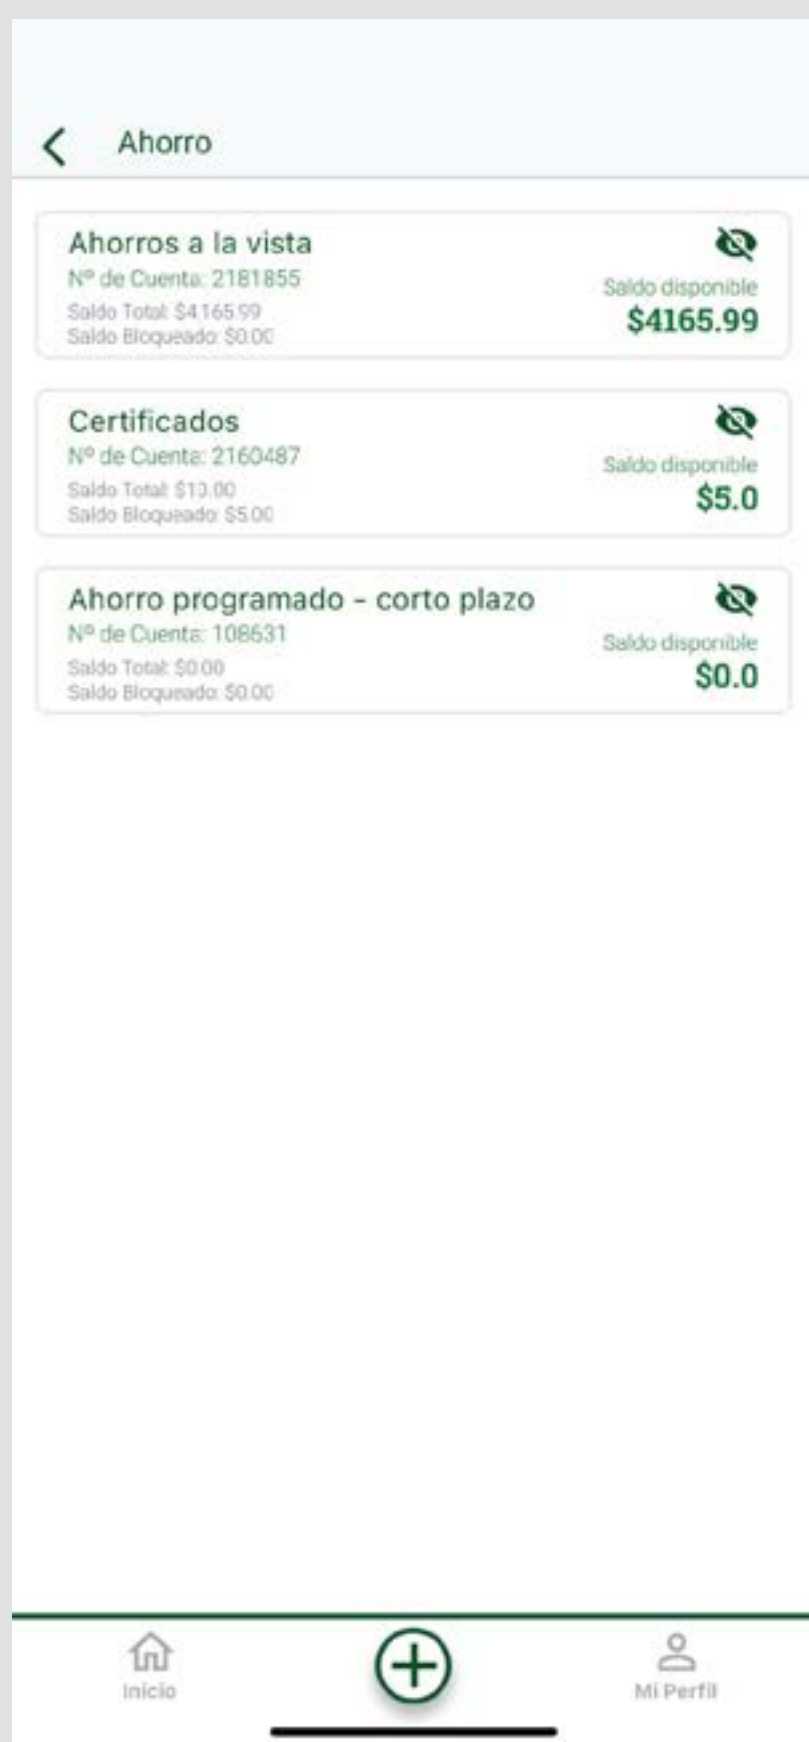 Ahorro
Ahorros a la vista
Nº de Cuenta: 2181855
Saldo Total: $4165.99
Saldo Bloqueado: $0.00
Saldo disponible
$4165.99
Certificados
Nº de Cuenta: 2160487
Saldo Total: $10.00
Saldo Bloqueado: $5.00
Saldo disponible
$5.0
Ahorro programado - corto plazo
Nº de Cuenta: 108631
Saldo Total: $0.00
Saldo Bloqueado: $0.00
Saldo disponible
$0.0
Inicio
Mi Perfil